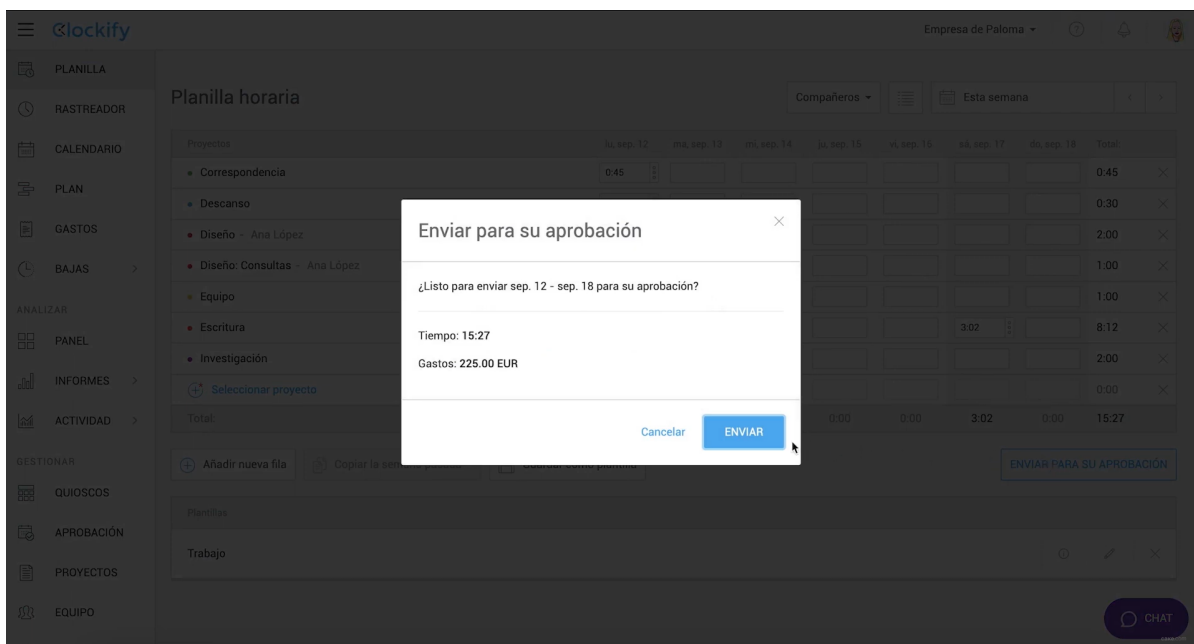 Clockify
Empresa de Paloma
PLANILLA
RASTREADOR
CALENDARIO
PLAN
GASTOS
BAJAS
ANALIZAR
PANEL
INFORMES
ACTIVIDAD
GESTIONAR
QUIOSCOS
APROBACIÓN
PROYECTOS
EQUIPO
Planilla horaria
Compañeros
Esta semana
Proyectos lu, sep. 12 ma, sep. 13 mi, sep. 14 ju, sep. 15 vi, sep. 16 sá, sep. 17 do, sep. 18 Total:
Correspondencia 0:45 0:45
Descanso 0:30
Diseño - Ana López 2:00
Diseño: Consultas - Ana López 1:00
Equipo 1:00
Escritura 3:02 8:12
Investigación 2:00
Seleccionar proyecto 0:00
Total: 0:00 0:00 3:02 0:00 15:27
Enviar para su aprobación
¿Listo para enviar sep. 12 - sep. 18 para su aprobación?
Tiempo: 15:27
Gastos: 225.00 EUR
Cancelar
ENVIAR
Añadir nueva fila
Copiar la
ENVIAR PARA SU APROBACIÓN
Plantillas
Trabajo
CHAT